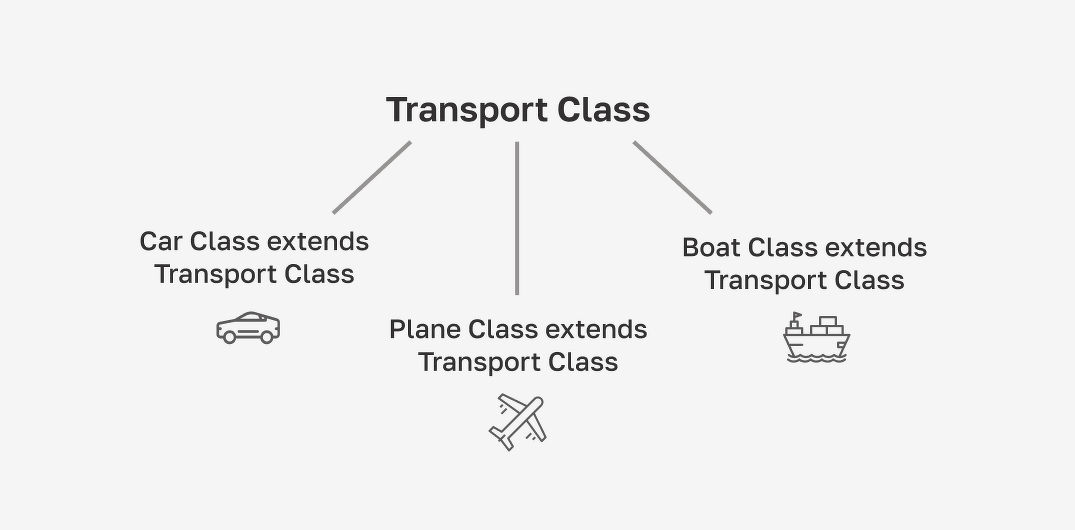 Transport Class
Car Class extends
Transport Class
Plane Class extends
Transport Class
Boat Class extends
Transport Class